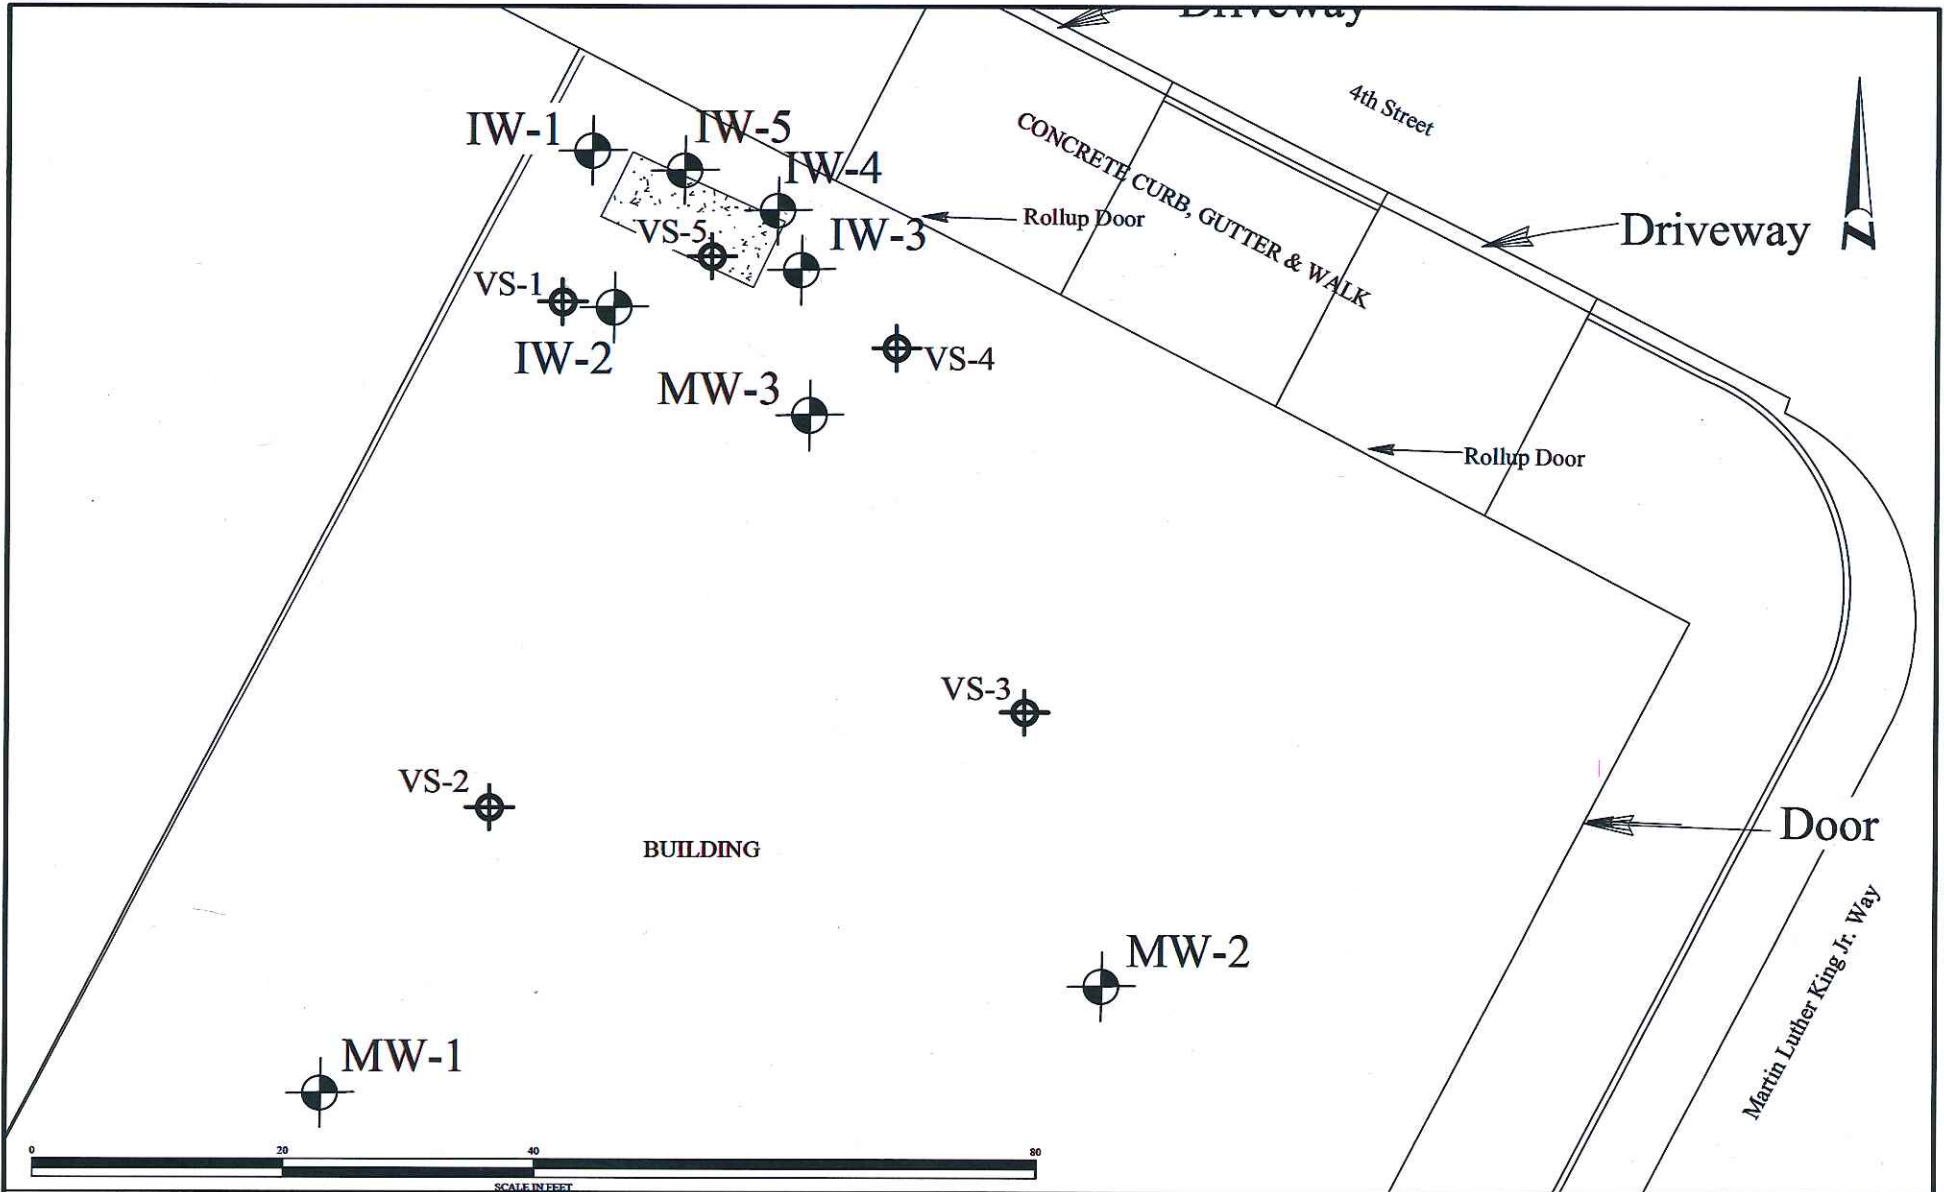 Driveway
4th Street
IW-1
IW-5
IW-4
CONCRETE CURB, GUTTER & WALK
Rollup Door
Driveway
N
VS-5
IW-3
VS-1
IW-2
VS-4
MW-3
Rollup Door
VS-3
VS-2
BUILDING
Door
MW-2
Martin Luther King Jr. Way
MW-1
0 20 40 80
SCALE IN FEET